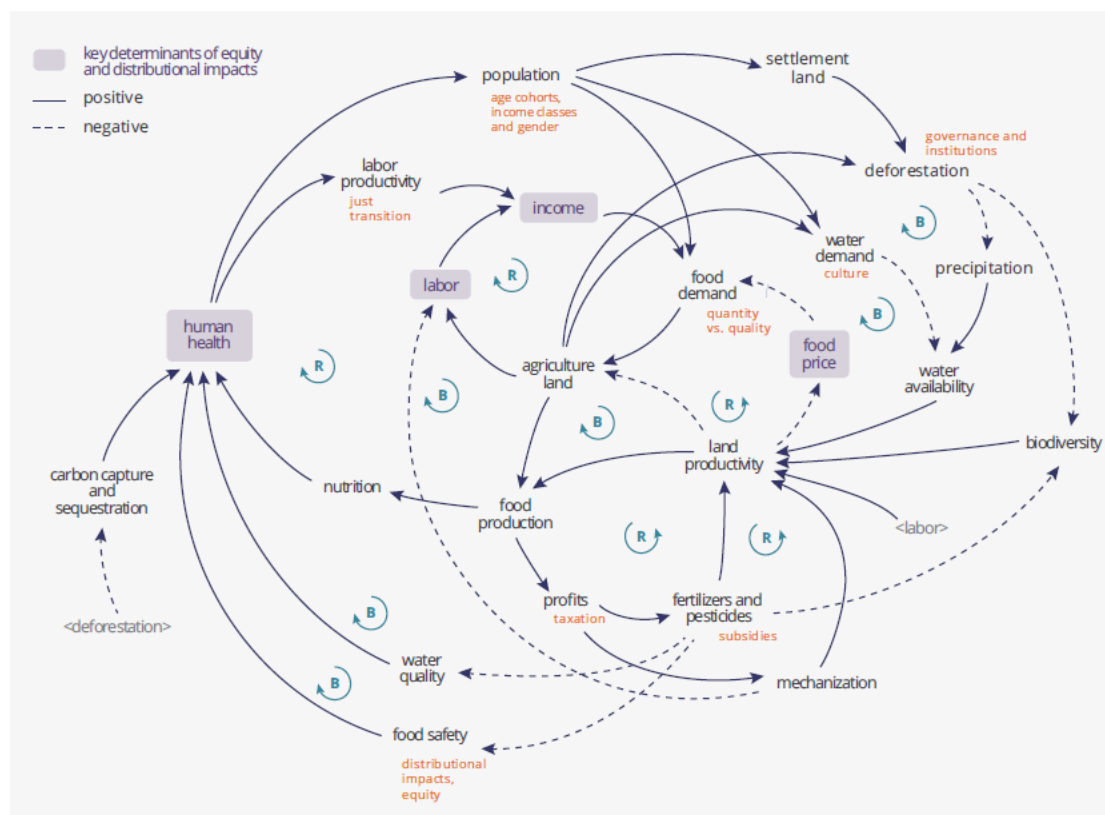 key determinants of equity
and distributional impacts
positive
negative
population
age cohorts,
income classes
and gender
settlement
land
governance and
institutions
deforestation
labor
productivity
just
transition
income
B
water
demand
culture
precipitation
labor
R
food
demand
quantity
vs. quality
B
human
health
food
price
R
agriculture
land
water
availability
B
B
R
land
productivity
biodiversity
carbon capture
and
sequestration
nutrition
food
production
<labor>
R
R
profits
taxation
fertilizers and
pesticides
subsidies
<deforestation>
B
water
quality
B
mechanization
food safety
distributional
impacts,
equity